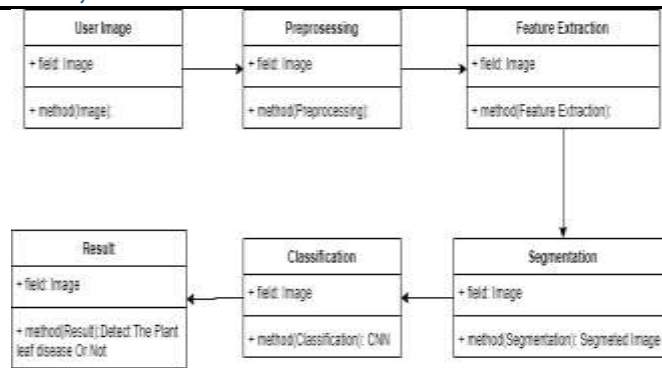 User Image
+ field: Image
+ method(Image):
Preprosessing
+ field: Image
+ method(Preprocessing):
Feature Extraction
+ field: Image
+ method(Feature Extraction):
Result
+ field: Image
+ method(Result):Detect The Plant
leaf disease Or Not
Classification
+ field: Image
+ method(Classification): CNN
Segmentation
+ field: Image
+ method(Segmentation): Segmeted Image